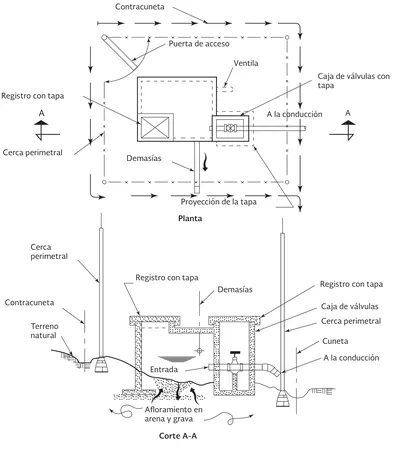 Contracuneta
Puerta de acceso
Ventila
Caja de válvulas con
tapa
Registro con tapa
A la conducción
A
A
Cerca perimetral
Demasías
Proyección de la tapa
Planta
Cerca
perimetral
Registro con tapa
Demasías
Registro con tapa
Contracuneta
Caja de válvulas
Cerca perimetral
Terreno
natural
Cuneta
A la conducción
Entrada
Afloramiento en
arena y grava
Corte A-A